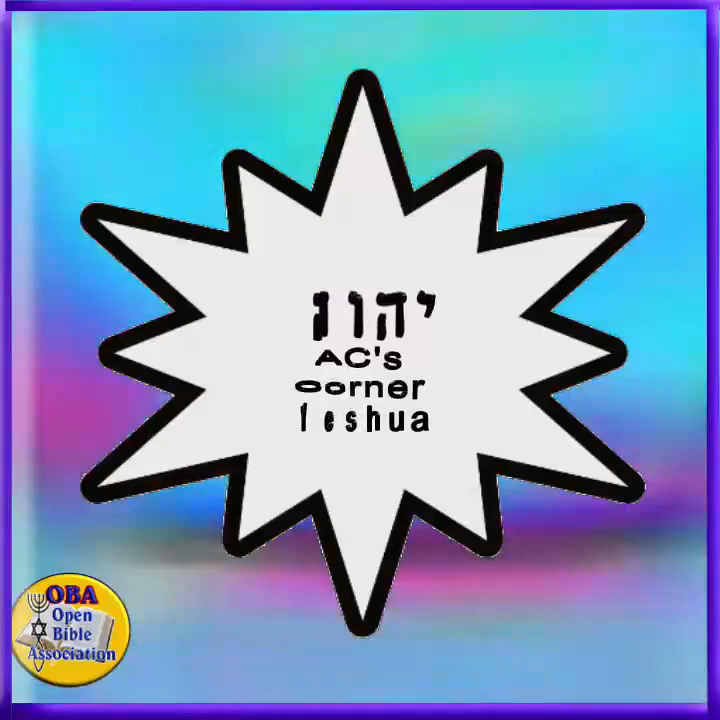 AC's
corner
Ieshua
OBA
Open
Bible
Association